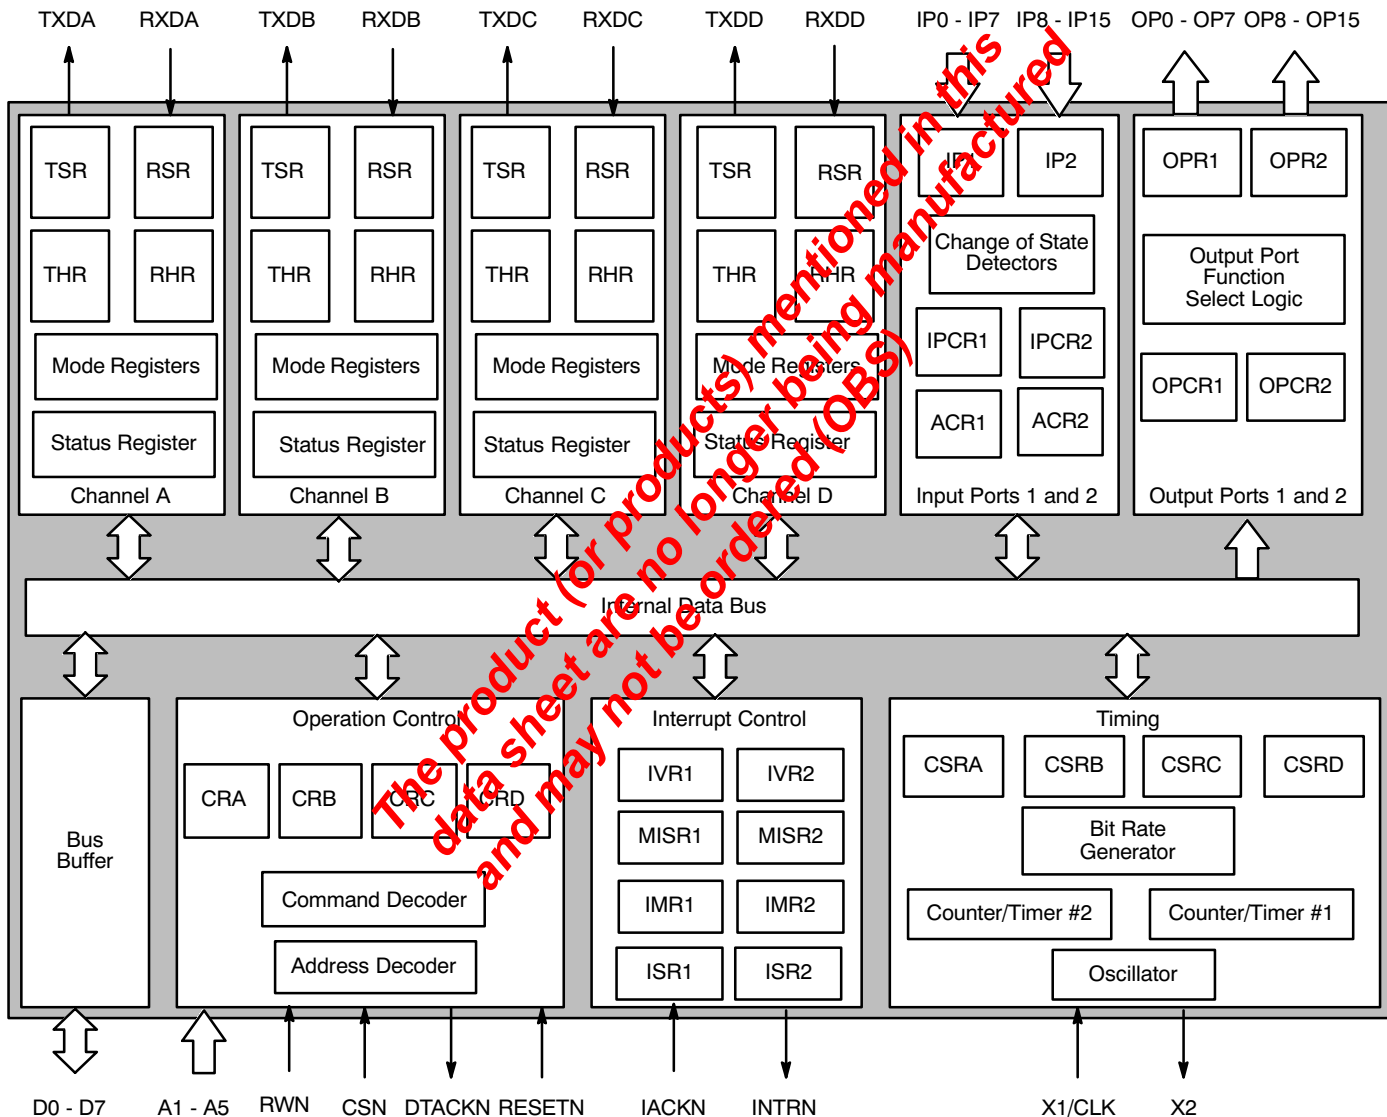 TXDA RXDA TXDB RXDB TXDC RXDC TXDD RXDD IP0 - IP7 IP8 - IP15 OP0 - OP7 OP8 - OP15
TSR RSR TSR RSR TSR RSR TSR RSR IP1 IP2 OPR1 OPR2
THR RHR THR RHR THR RHR THR RHR
Change of State
Detectors
Output Port
Function
Select Logic
Mode Registers Mode Registers Mode Registers Mode Registers IPCR1 IPCR2 OPCR1 OPCR2
Status Register Status Register Status Register Status Register ACR1 ACR2
Channel A Channel B Channel C Channel D Input Ports 1 and 2 Output Ports 1 and 2
Internal Data Bus
Bus
Buffer
Operation Control
CRA CRB CRC CRD
Command Decoder
Address Decoder
Interrupt Control
IVR1 IVR2
MISR1 MISR2
IMR1 IMR2
ISR1 ISR2
Timing
CSRA CSRB CSRC CSRD
Bit Rate
Generator
Counter/Timer #2 Counter/Timer #1
Oscillator
D0 - D7 A1 - A5 RWN CSN DTACKN RESETN IACKN INTRN X1/CLK X2
The product (or products) mentioned in this
data sheet are no longer being manufactured
and may not be ordered (OBS)